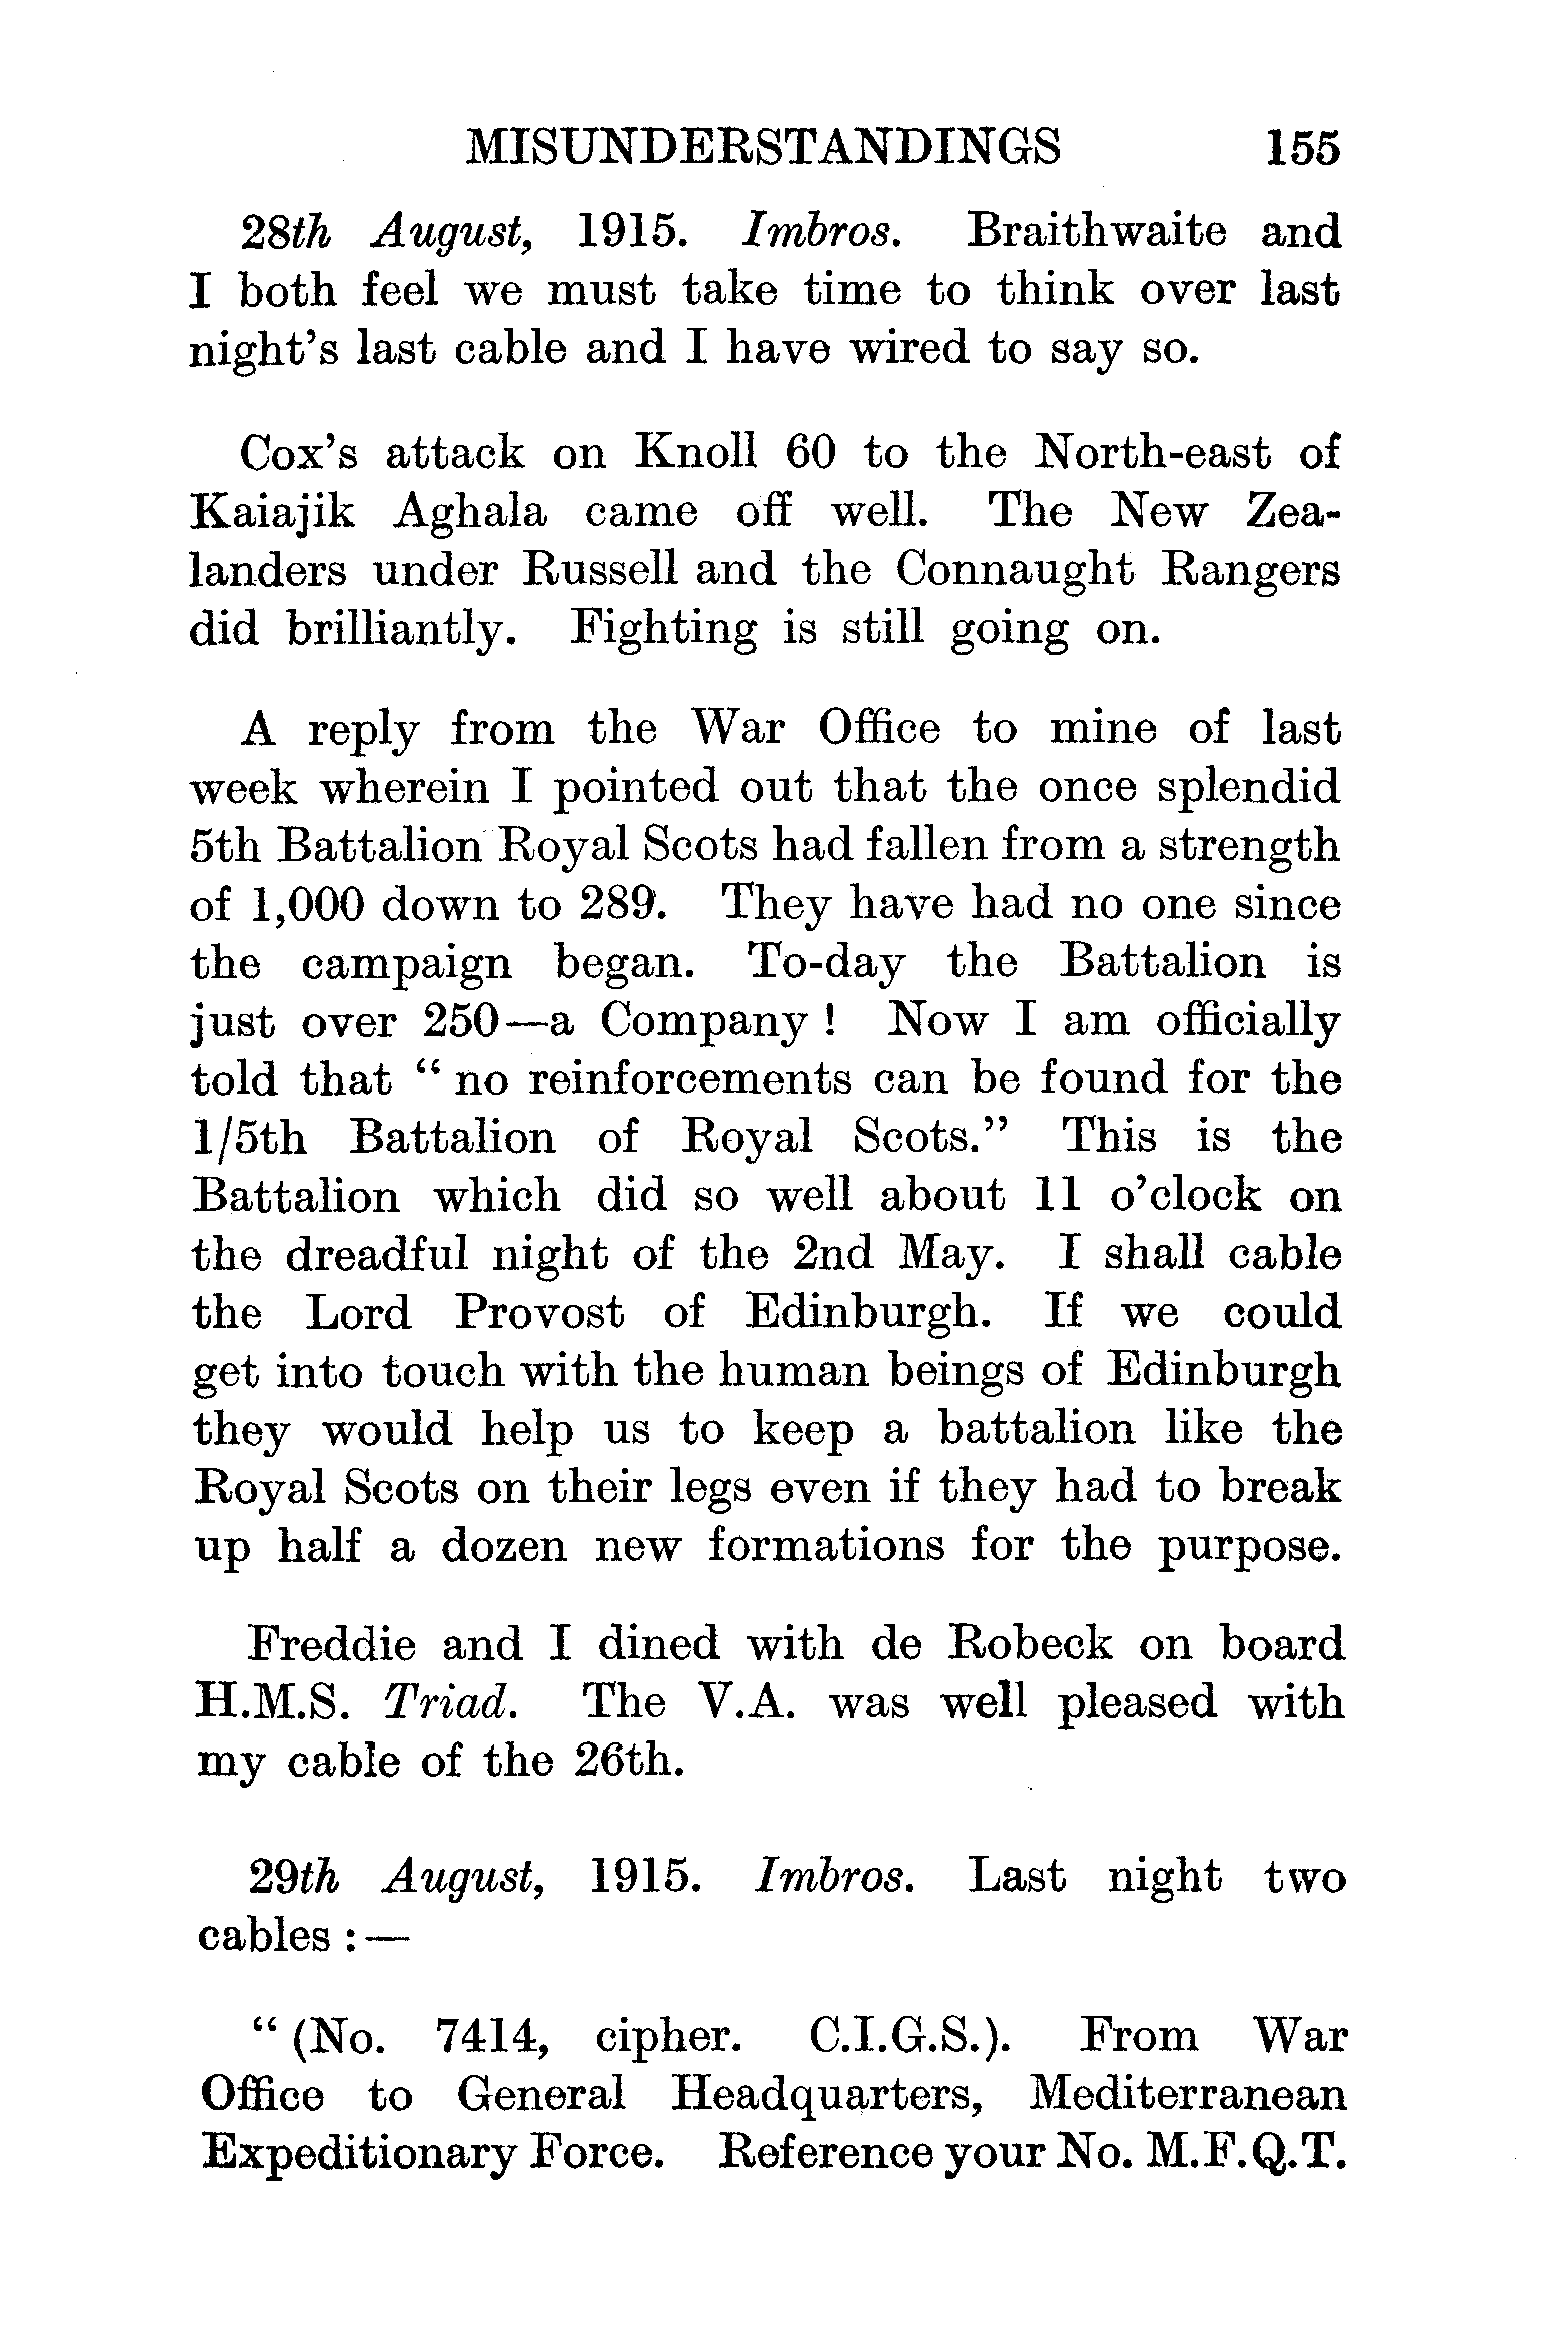 MISUNDERSTANDINGS 155
28th August, 1915. Imbros. Braithwaite and
I both feel we must take time to think over last
night's last cable and I have wired to say so.
Cox's attack on Knoll 60 to the North-east of
Kaiajik Aghala came off well. The New Zea-
landers under Russell and the Connaught Rangers
did brilliantly. Fighting is still going on.
A reply from the War Office to mine of last
week wherein I pointed out that the once splendid
5th Battalion Royal Scots had fallen from a strength
of 1,000 down to 289. They have had no one since
the campaign began. To-day the Battalion is
just over 250—a Company ! Now I am officially
told that “ no reinforcements can be found for the
1/5th Battalion of Royal Scots.” This is the
Battalion which did so well about 11 o’clock on
the dreadful night of the 2nd May. I shall cable
the Lord Provost of Edinburgh. If we could
get into touch with the human beings of Edinburgh
they would help us to keep a battalion like the
Royal Scots on their legs even if they had to break
up half a dozen new formations for the purpose.
Freddie and I dined with de Robeck on board
H.M.S. Triad. The V.A. was well pleased with
my cable of the 26th.
29th August, 1915. Imbros. Last night two
cables :—
“ (No. 7414, cipher. C.I.G.S.). From War
Office to General Headquarters, Mediterranean
Expeditionary Force. Reference your No. M.F.Q.T.